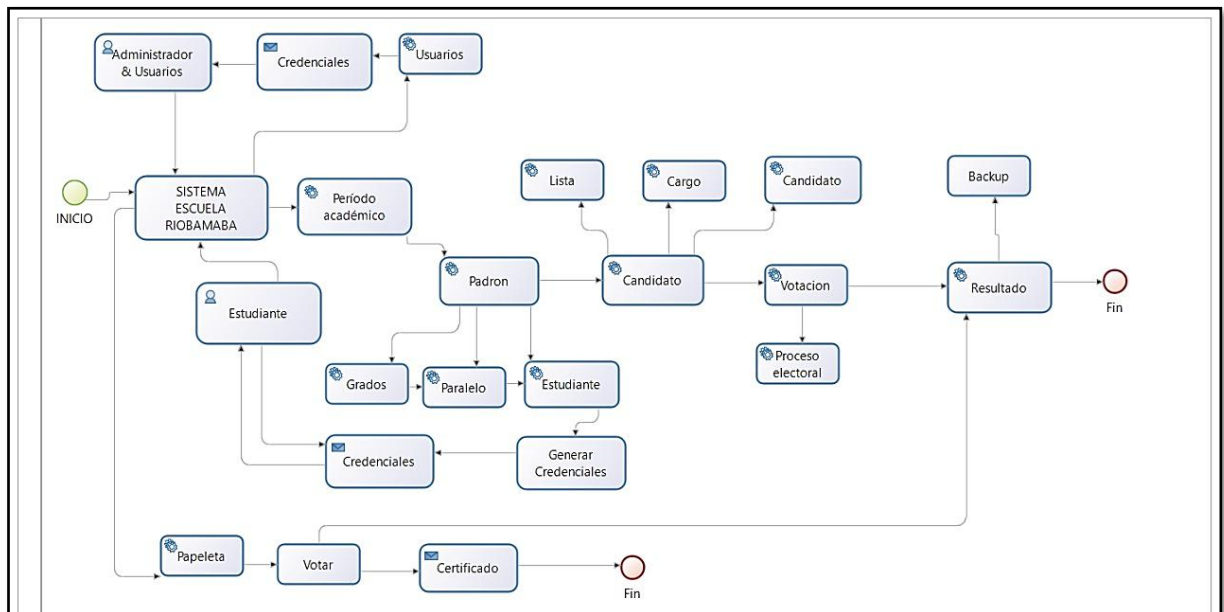 Administrador
& Usuarios
Credenciales
Usuarios
INICIO
SISTEMA
ESCUELA
RIOBAMABA
Período
académico
Lista
Cargo
Candidato
Backup
Padron
Candidato
Votacion
Resultado
Fin
Estudiante
Proceso
electoral
Grados
Paralelo
Estudiante
Credenciales
Generar
Credenciales
Papeleta
Votar
Certificado
Fin